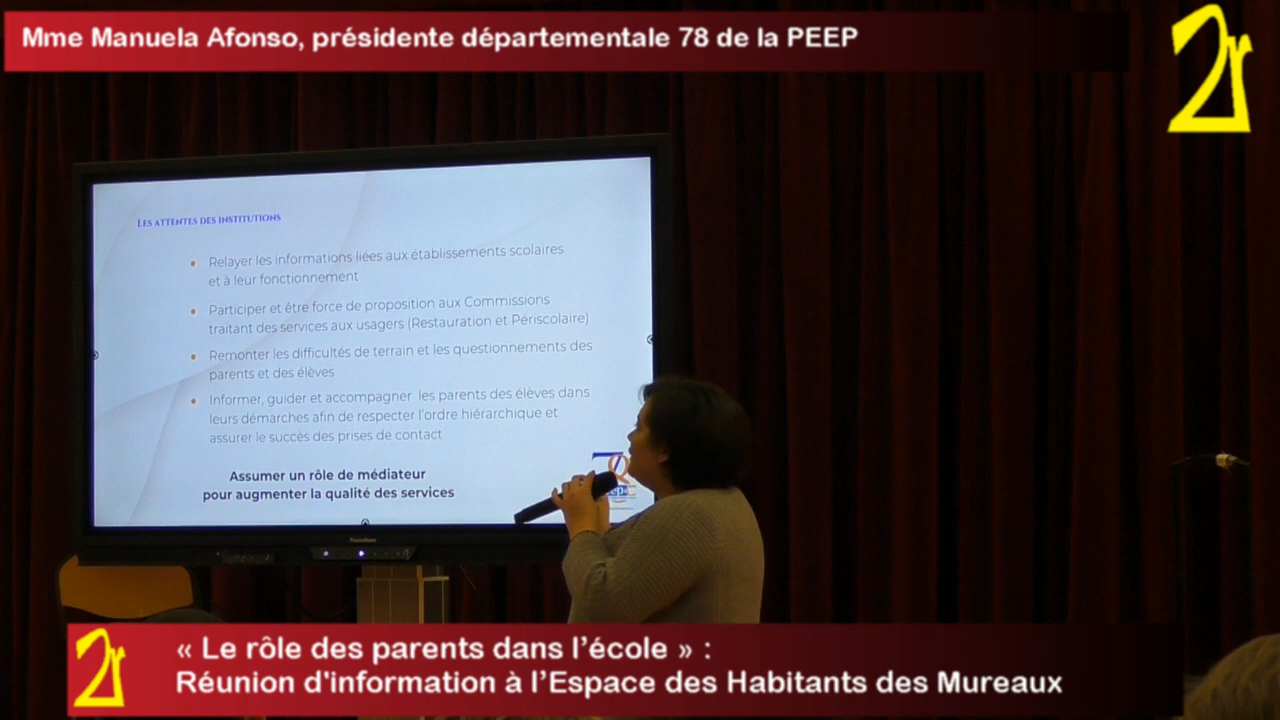 Mme Manuela Afonso, présidente départementale 78 de la PEEP
2r
LES ATTENTES DES INSTITUTIONS
• Relayer les informations liées aux établissements scolaires
et à leur fonctionnement
• Participer et être force de proposition aux Commissions
traitant des services aux usagers (Restauration et Périscolaire)
• Remonter les difficultés de terrain et les questionnements des
parents et des élèves
• Informer, guider et accompagner les parents des élèves dans
leurs démarches afin de respecter l'ordre hiérarchique et
assurer le succès des prises de contact
Assumer un rôle de médiateur
pour augmenter la qualité des services
Promethean
2r
« Le rôle des parents dans l'école » :
Réunion d'information à l'Espace des Habitants des Mureaux